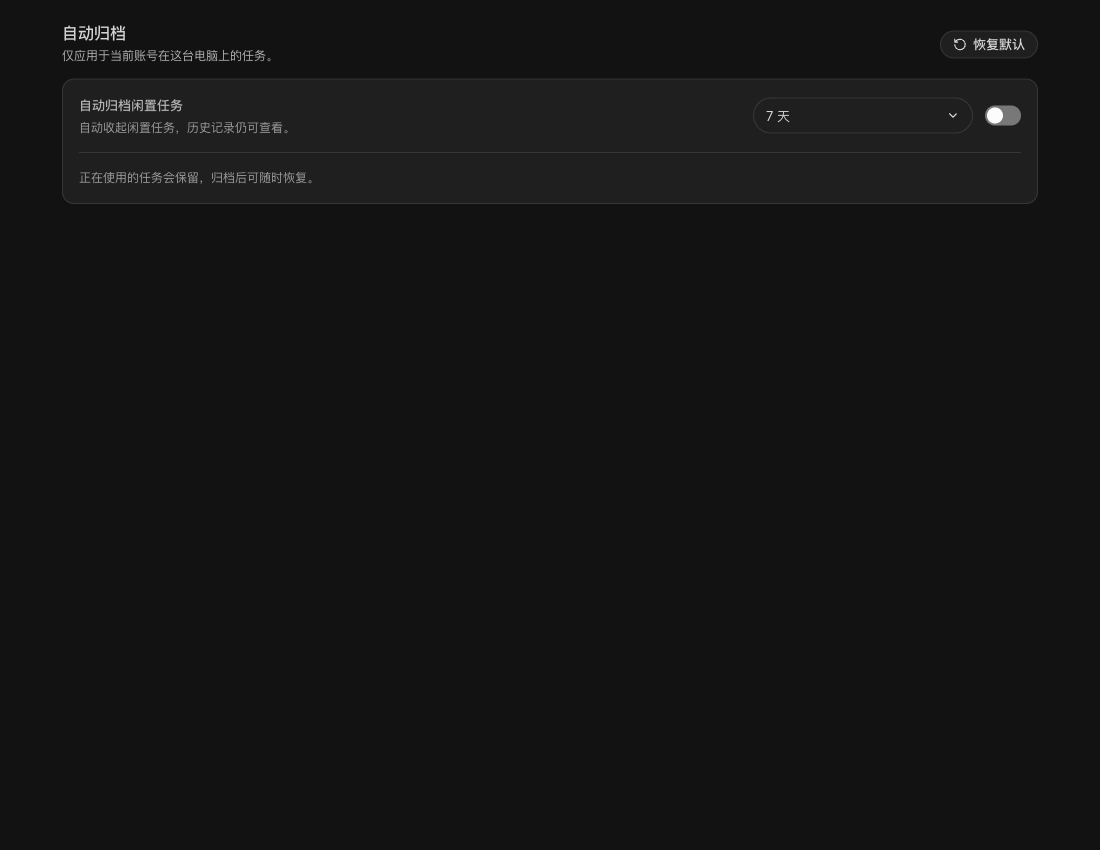 自动归档
仅应用于当前账号在这台电脑上的任务。
恢复默认
自动归档闲置任务
自动收起闲置任务，历史记录仍可查看。
7 天
正在使用的任务会保留，归档后可随时恢复。